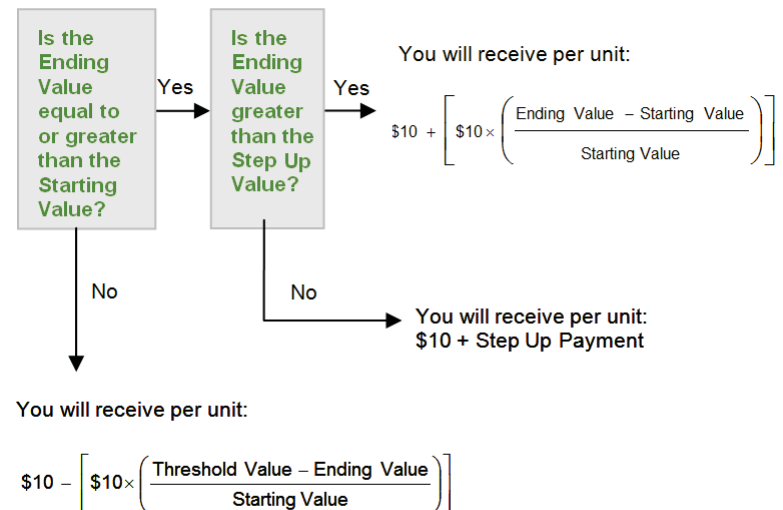 Is the
Ending
Value
equal to
or greater
than the
Starting
Value?
Yes
Is the
Ending
Value
greater
than the
Step Up
Value?
Yes
You will receive per unit:
$10 + [ $10 × ( Ending Value – Starting Value
Starting Value ) ]
No
No
You will receive per unit:
$10 + Step Up Payment
You will receive per unit:
$10 – [ $10× ( Threshold Value – Ending Value
Starting Value ) ]